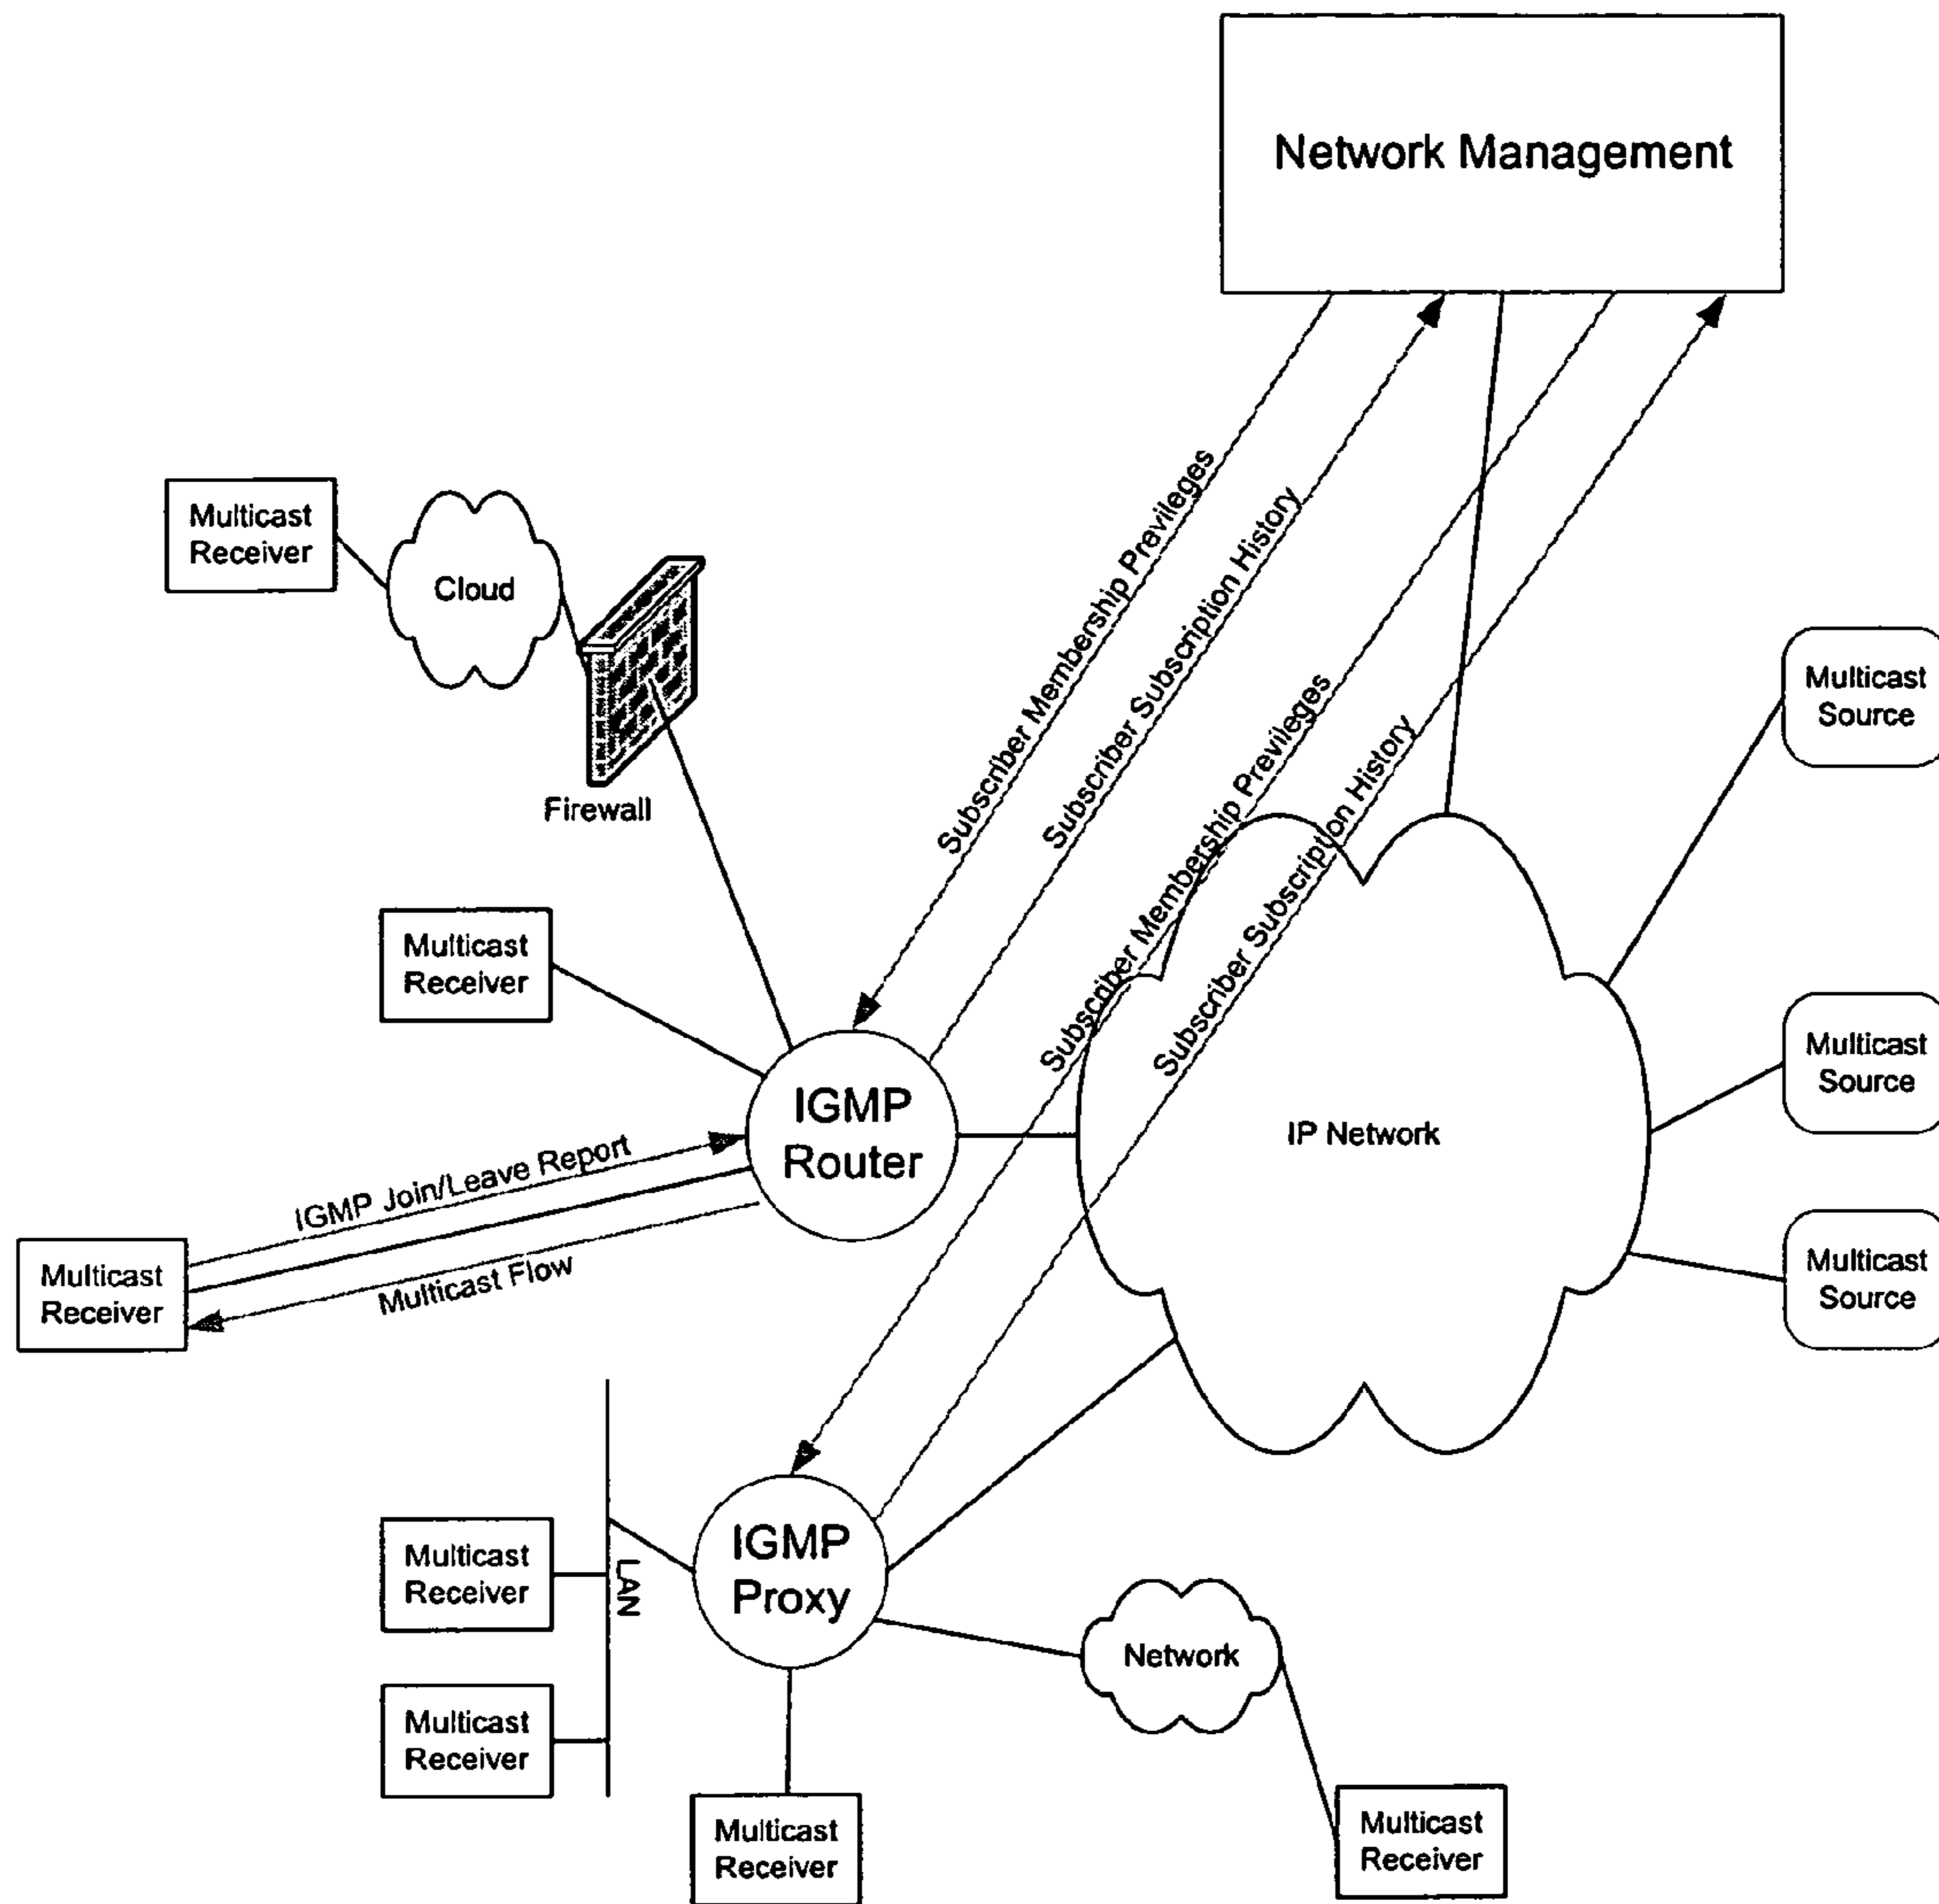 Network Management
Multicast
Receiver
Cloud
Firewall
Subscriber Membership Previleges
Subscriber Subscription History
Subscriber Membership Previleges
Subscriber Subscription History
Multicast
Source
Multicast
Receiver
IGMP
Router
IP Network
Multicast
Source
IGMP Join/Leave Report
Multicast Flow
Multicast
Receiver
Multicast
Source
IGMP
Proxy
LAN
Multicast
Receiver
Multicast
Receiver
Network
Multicast
Receiver
Multicast
Receiver